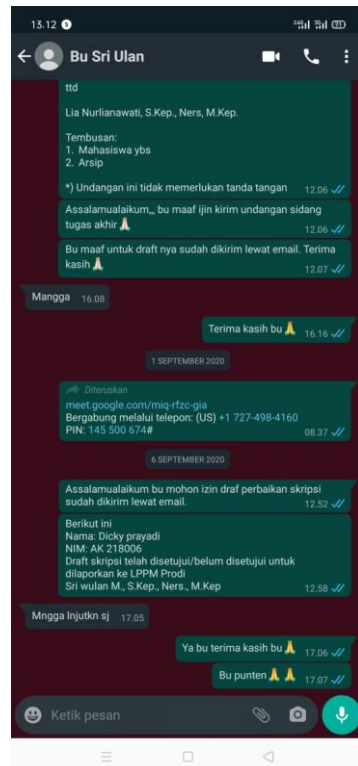 13.12
Bu Sri Ulan
ttd
Lia Nurlianawati, S.Kep., Ners, M.Kep.
Tembusan:
1. Mahasiswa ybs
2. Arsip
*) Undangan ini tidak memerlukan tanda tangan 12.06
Assalamualaikum,,, bu maaf ijin kirim undangan sidang
tugas akhir 🙏🏻 12.06
Bu maaf untuk draft nya sudah dikirim lewat email. Terima
kasih 🙏🏻 12.07
Mangga 16.08
Terima kasih bu 🙏 16.16
1 SEPTEMBER 2020
Diteruskan
meet.google.com/miq-rfzc-gia
Bergabung melalui telepon: (US) +1 727-498-4160
PIN: 145 500 674# 08.37
6 SEPTEMBER 2020
Assalamualaikum bu mohon izin draf perbaikan skripsi
sudah dikirim lewat email. 12.52
Berikut ini
Nama: Dicky prayadi
NIM: AK 218006
Draft skripsi telah disetujui/belum disetujui untuk
dilaporkan ke LPPM Prodi
Sri wulan M., S.Kep., Ners., M.Kep 12.58
Mngga lnjutkn sj 17.05
Ya bu terima kasih bu 🙏 17.06
Bu punten 🙏 🙏 17.07
Ketik pesan